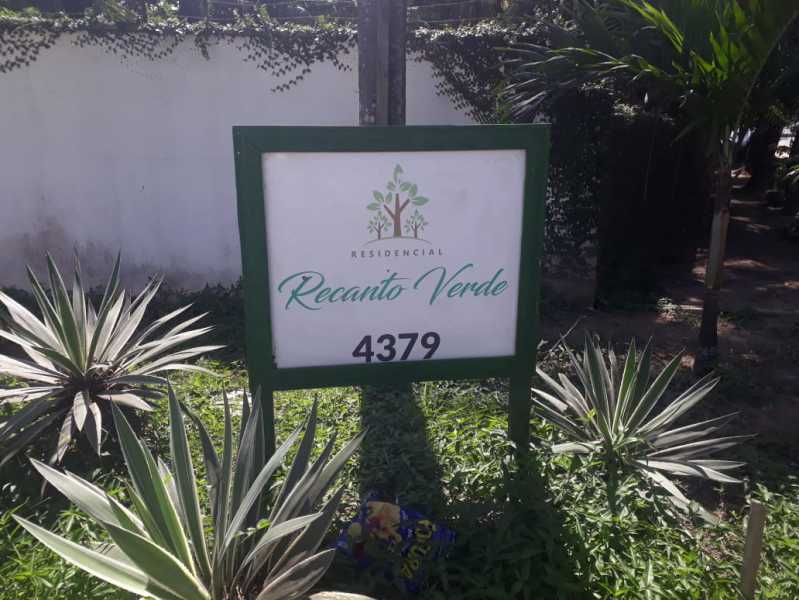 RESIDENCIAL
Recanto Verde
4379